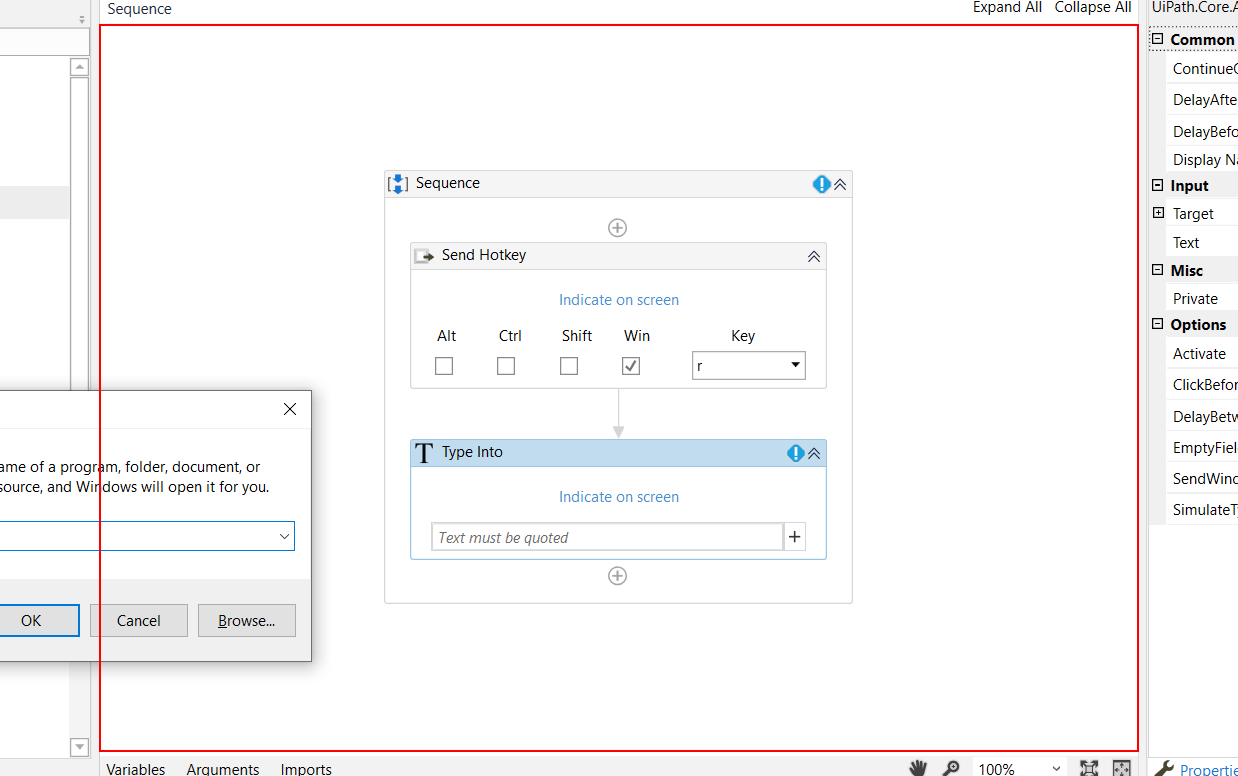 Sequence
Expand All Collapse All
UiPath.Core.A
Common
ContinueO
DelayAfte
DelayBefo
Display Na
Input
Target
Text
Misc
Private
Options
Activate
ClickBefor
DelayBetw
EmptyFiel
SendWind
SimulateT
Sequence
Send Hotkey
Indicate on screen
Alt Ctrl Shift Win Key
r
Type Into
Indicate on screen
Text must be quoted
ame of a program, folder, document, or
source, and Windows will open it for you.
OK Cancel Browse...
Variables Arguments Imports
100%
Propertie